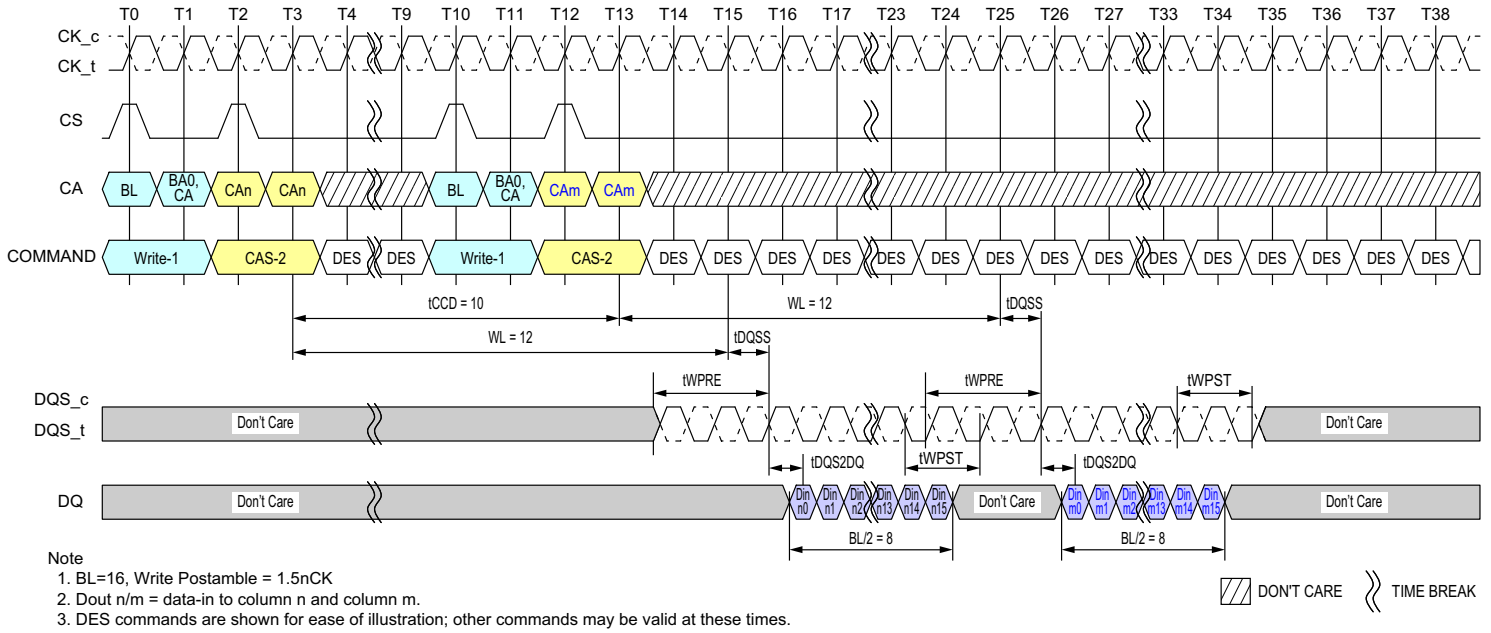 T0 T1 T2 T3 T4 T9 T10 T11 T12 T13 T14 T15 T16 T17 T23 T24 T25 T26 T27 T33 T34 T35 T36 T37 T38
CK_c
CK_t
CS
CA BL BA0, CA CAn CAn BL BA0, CA CAm CAm
COMMAND Write-1 CAS-2 DES DES Write-1 CAS-2 DES DES DES DES DES DES DES DES DES DES DES DES DES DES DES
tCCD = 10 WL = 12 tDQSS
WL = 12 tDQSS
tWPRE tWPRE tWPST
DQS_c
DQS_t Don't Care Don't Care
tDQS2DQ tWPST tDQS2DQ
DQ Don't Care Din n0 Din n1 Din n2 Din n13 Din n14 Din n15 Don't Care Din m0 Din m1 Din m2 Din m13 Din m14 Din m15 Don't Care
BL/2 = 8 BL/2 = 8
Note
1. BL=16, Write Postamble = 1.5nCK
2. Dout n/m = data-in to column n and column m.
3. DES commands are shown for ease of illustration; other commands may be valid at these times.
DON'T CARE TIME BREAK